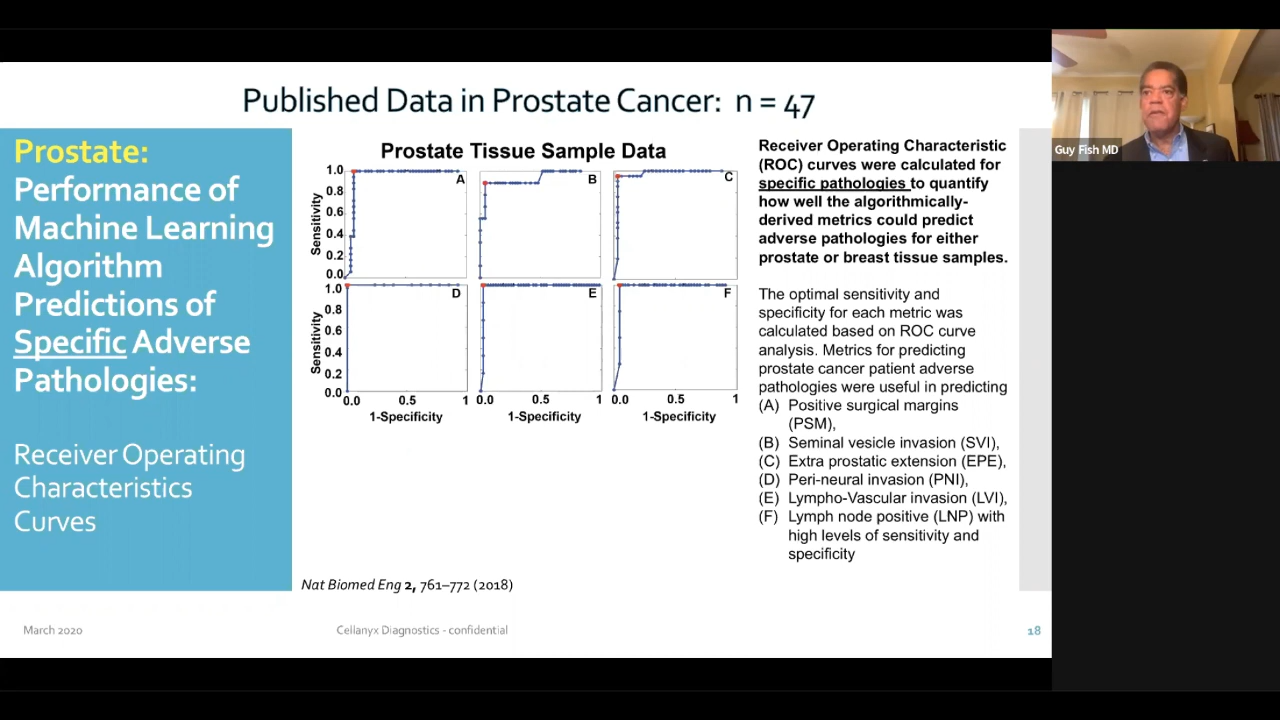 Published Data in Prostate Cancer: n = 47
Prostate:
Performance of
Machine Learning
Algorithm
Predictions of
Specific Adverse
Pathologies:
Receiver Operating
Characteristics
Curves
Prostate Tissue Sample Data
Sensitivity
1.0
0.8
0.6
0.4
0.2
0.0
A
B
C
Sensitivity
1.0
0.8
0.6
0.4
0.2
0.0
D
E
F
0.0 0.5 1 0.0 0.5 1 0.0 0.5 1
1-Specificity 1-Specificity 1-Specificity
Receiver Operating Characteristic
(ROC) curves were calculated for
specific pathologies to quantify
how well the algorithmically-
derived metrics could predict
adverse pathologies for either
prostate or breast tissue samples.
The optimal sensitivity and
specificity for each metric was
calculated based on ROC curve
analysis. Metrics for predicting
prostate cancer patient adverse
pathologies were useful in predicting
(A) Positive surgical margins
(PSM),
(B) Seminal vesicle invasion (SVI),
(C) Extra prostatic extension (EPE),
(D) Peri-neural invasion (PNI),
(E) Lympho-Vascular invasion (LVI),
(F) Lymph node positive (LNP) with
high levels of sensitivity and
specificity
Nat Biomed Eng 2, 761–772 (2018)
March 2020
Cellanyx Diagnostics - confidential
18
Guy Fish MD